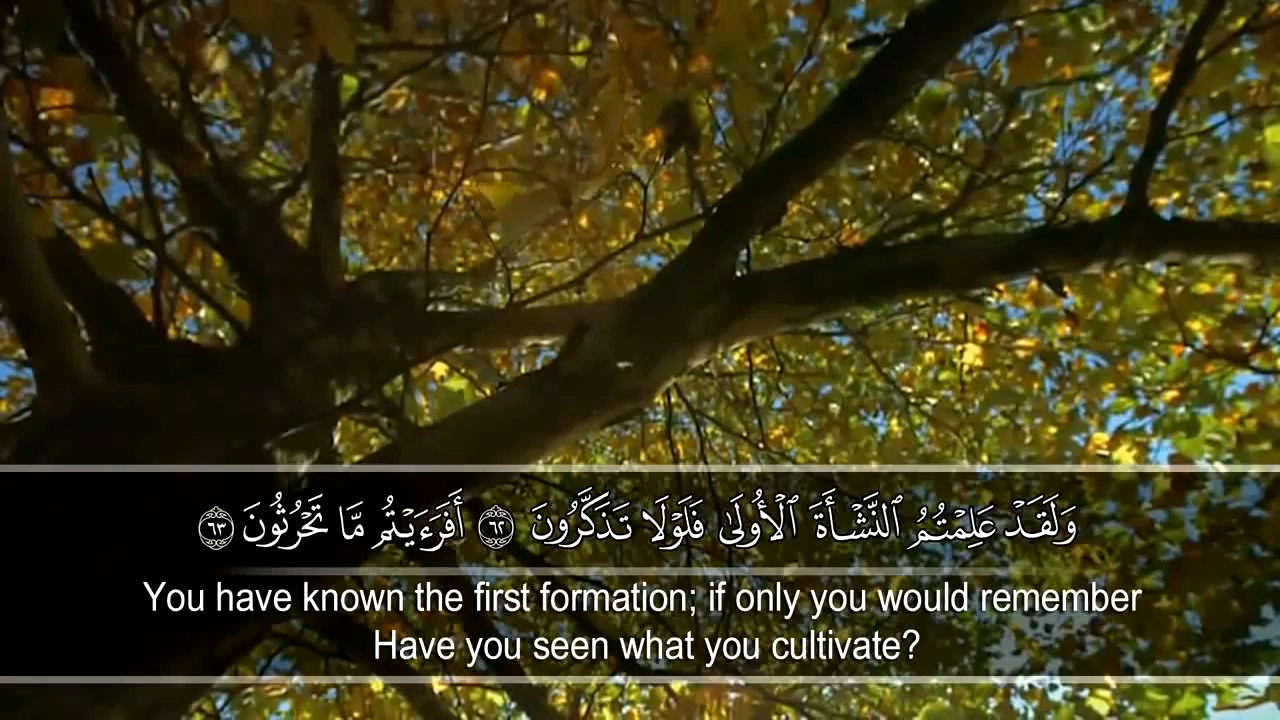 وَلَقَدْ عَلِمْتُمُ ٱلنَّشْأَةَ ٱلْأُولَىٰ فَلَوْلَا تَذَكَّرُونَ ٦٢ أَفَرَءَيْتُم مَّا تَحْرُثُونَ ٦٣
You have known the first formation; if only you would remember
Have you seen what you cultivate?